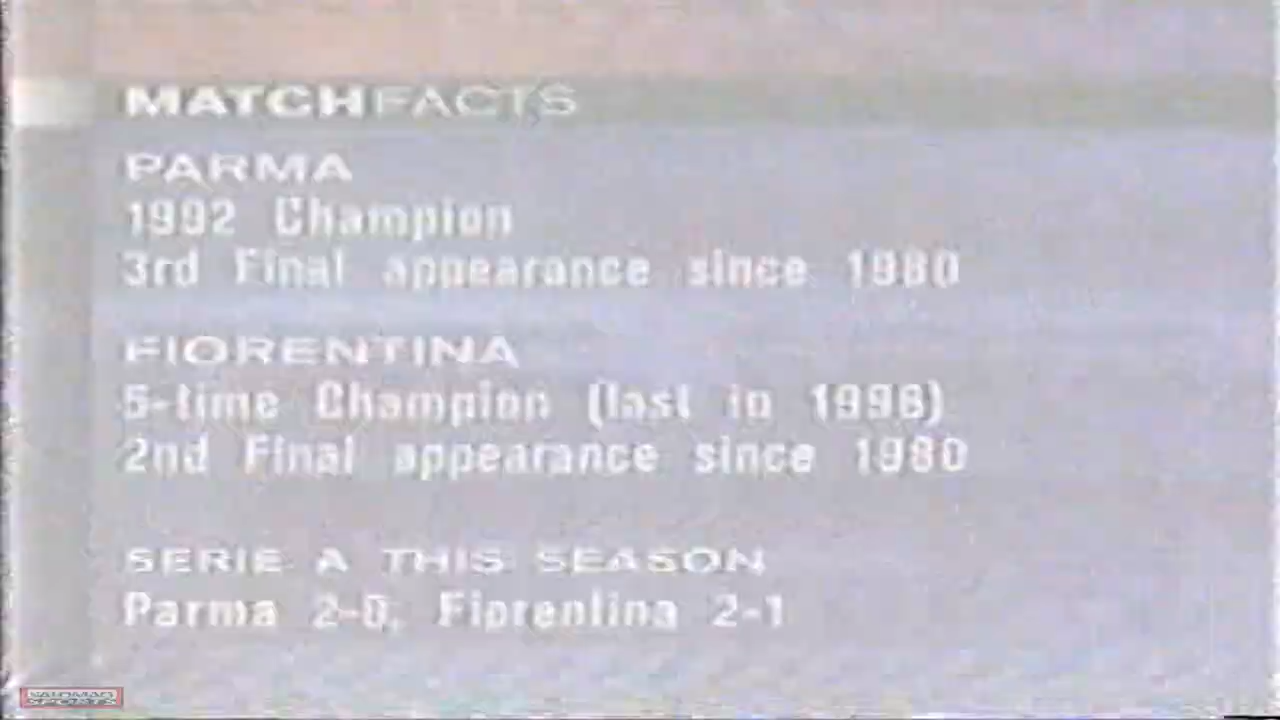 MATCHFACTS
PARMA
1992 Champion
3rd Final appearance since 1980
FIORENTINA
5-time Champion (last in 1996)
2nd Final appearance since 1980
SERIE A THIS SEASON
Parma 2-0, Fiorentina 2-1
SPORTS